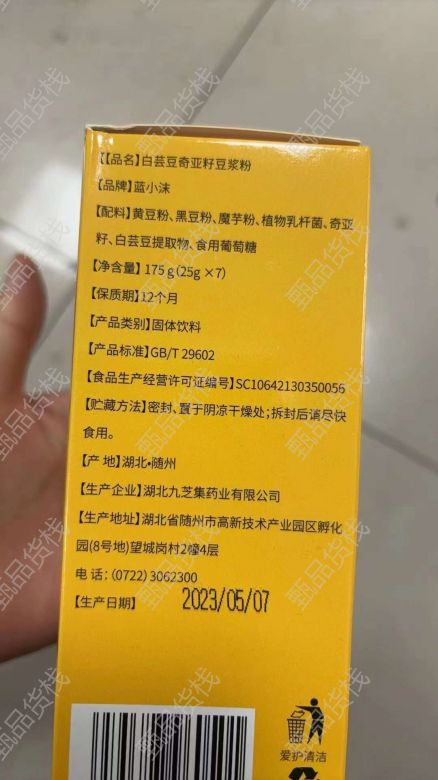 【品名】白芸豆奇亚籽豆浆粉
【品牌】蓝小沫
【配料】黄豆粉、黑豆粉、魔芋粉、植物乳杆菌、奇亚
籽、白芸豆提取物、食用葡萄糖
【净含量】175g(25g×7)
【保质期】12个月
【产品类别】固体饮料
【产品标准】GB/T 29602
【食品生产经营许可证编号】SC10642130350056
【贮藏方法】密封、置于阴凉干燥处;拆封后请尽快
食用。
【产 地】湖北•随州
【生产企业】湖北九芝集药业有限公司
【生产地址】湖北省随州市高新技术产业园区孵化
园(8号地)望城岗村2幢4层
电 话:(0722)3062300
【生产日期】 2023/05/07
爱护清洁
甄品货栈